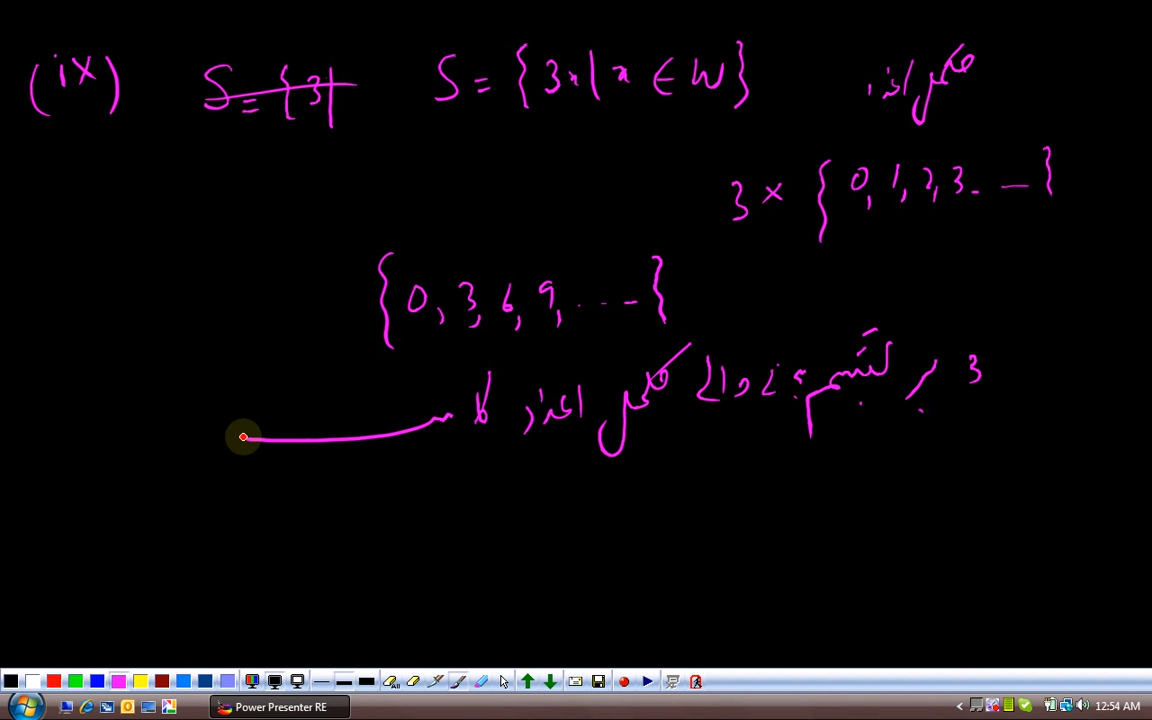 (ix) S = {3} S = {3x | x ∈ W} مکمل اعداد
3 × {0, 1, 2, 3. —}
{0, 3, 6, 9, ... —}
3 پر تقسیم ہونے والے مکمل اعداد کا
Power Presenter RE
12:54 AM